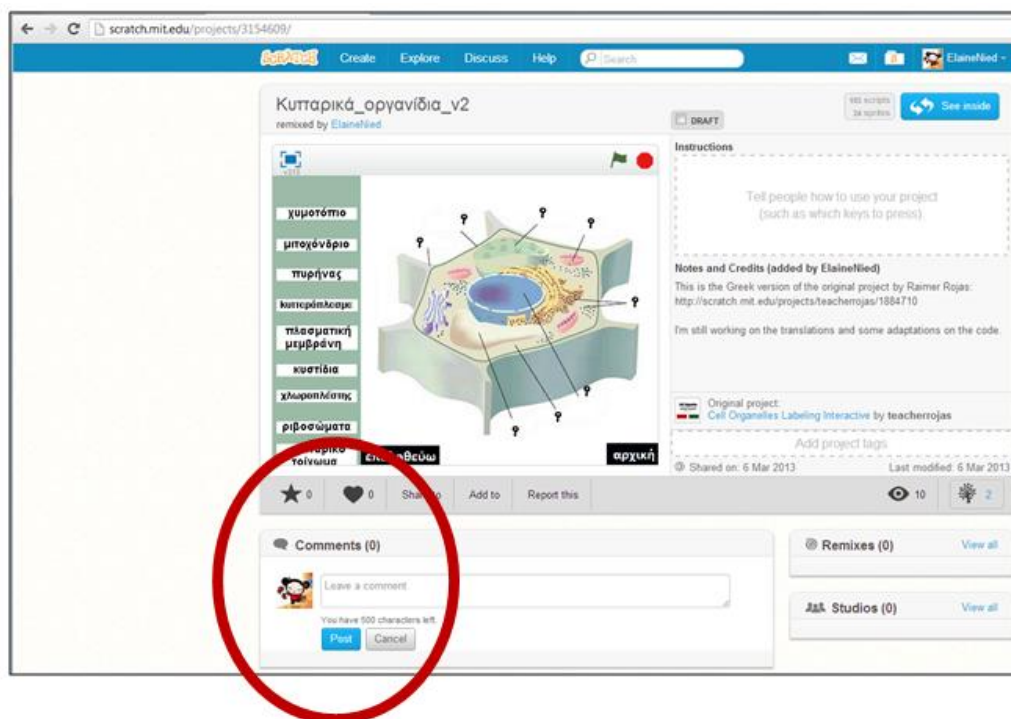 scratch.mit.edu/projects/3154609/
SCRATCH Create Explore Discuss Help Search ElaineNied
Κυτταρικά_οργανίδια_v2
remixed by ElaineNied
DRAFT
See inside
Instructions
Tell people how to use your project
(such as which keys to press)
Notes and Credits (added by ElaineNied)
This is the Greek version of the original project by Raimer Rojas:
http://scratch.mit.edu/projects/teacherrojas/1884710
I'm still working on the translations and some adaptations on the code.
Original project:
Cell Organelles Labeling Interactive by teacherrojas
Add project tags
Shared on: 6 Mar 2013 Last modified: 6 Mar 2013
χυμοτόπιο
μιτοχόνδριο
πυρήνας
κυτταρόπλασμα
πλασματική
μεμβράνη
κυστίδια
χλωροπλάστης
ριβοσώματα
τοίχωμα
αρχική
? ? ? ? ? ? ? ?
0 0 Add to Report this 10 2
Comments (0)
Leave a comment
You have 500 characters left.
Post Cancel
Remixes (0) View all
Studios (0) View all